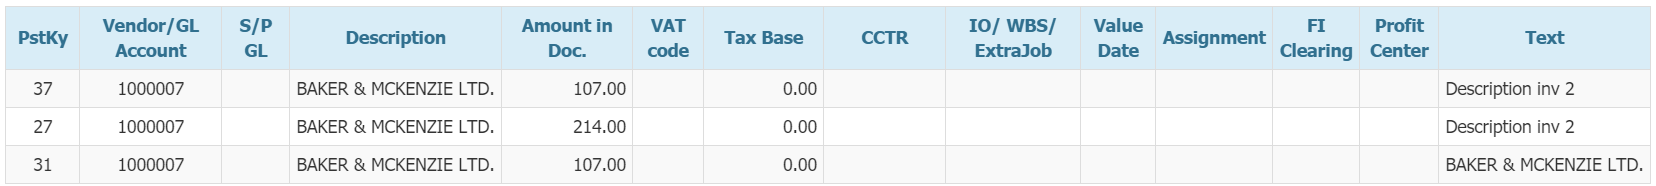 PstKy Vendor/GL Account S/P GL Description Amount in Doc. VAT code Tax Base CCTR IO/ WBS/ ExtraJob Value Date Assignment FI Clearing Profit Center Text
37 1000007 BAKER & MCKENZIE LTD. 107.00 0.00 Description inv 2
27 1000007 BAKER & MCKENZIE LTD. 214.00 0.00 Description inv 2
31 1000007 BAKER & MCKENZIE LTD. 107.00 0.00 BAKER & MCKENZIE LTD.